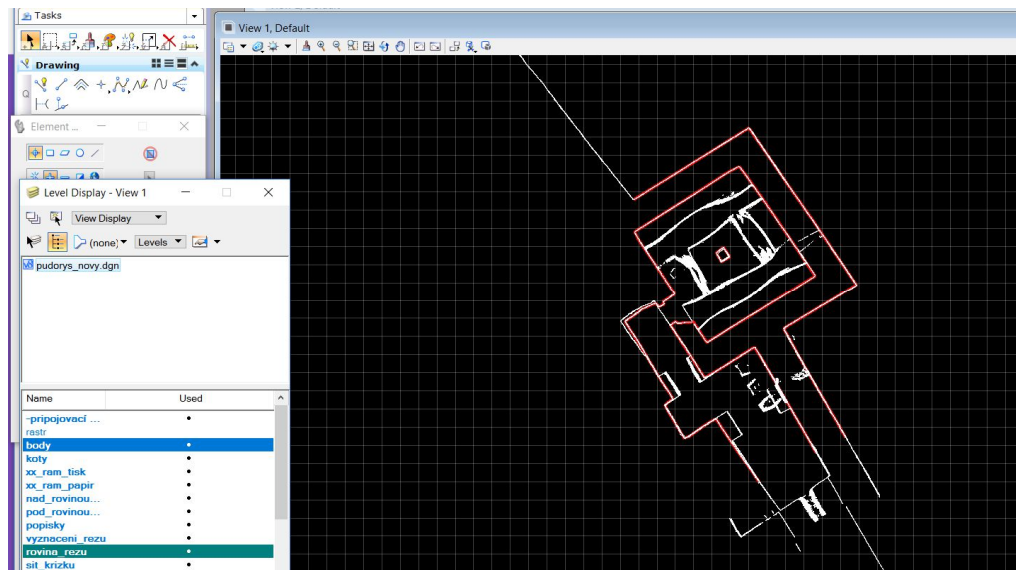 Tasks
View 1, Default
Drawing
Q
Element ...
Level Display - View 1
View Display
(none) Levels
pudorys_novy.dgn
Name Used
-pripojovací ...
rastr
body
koty
xx_ram_tisk
xx_ram_papir
nad_rovinou...
pod_rovinou...
popisky
vyznaceni_rezu
rovina_rezu
sit_krizku